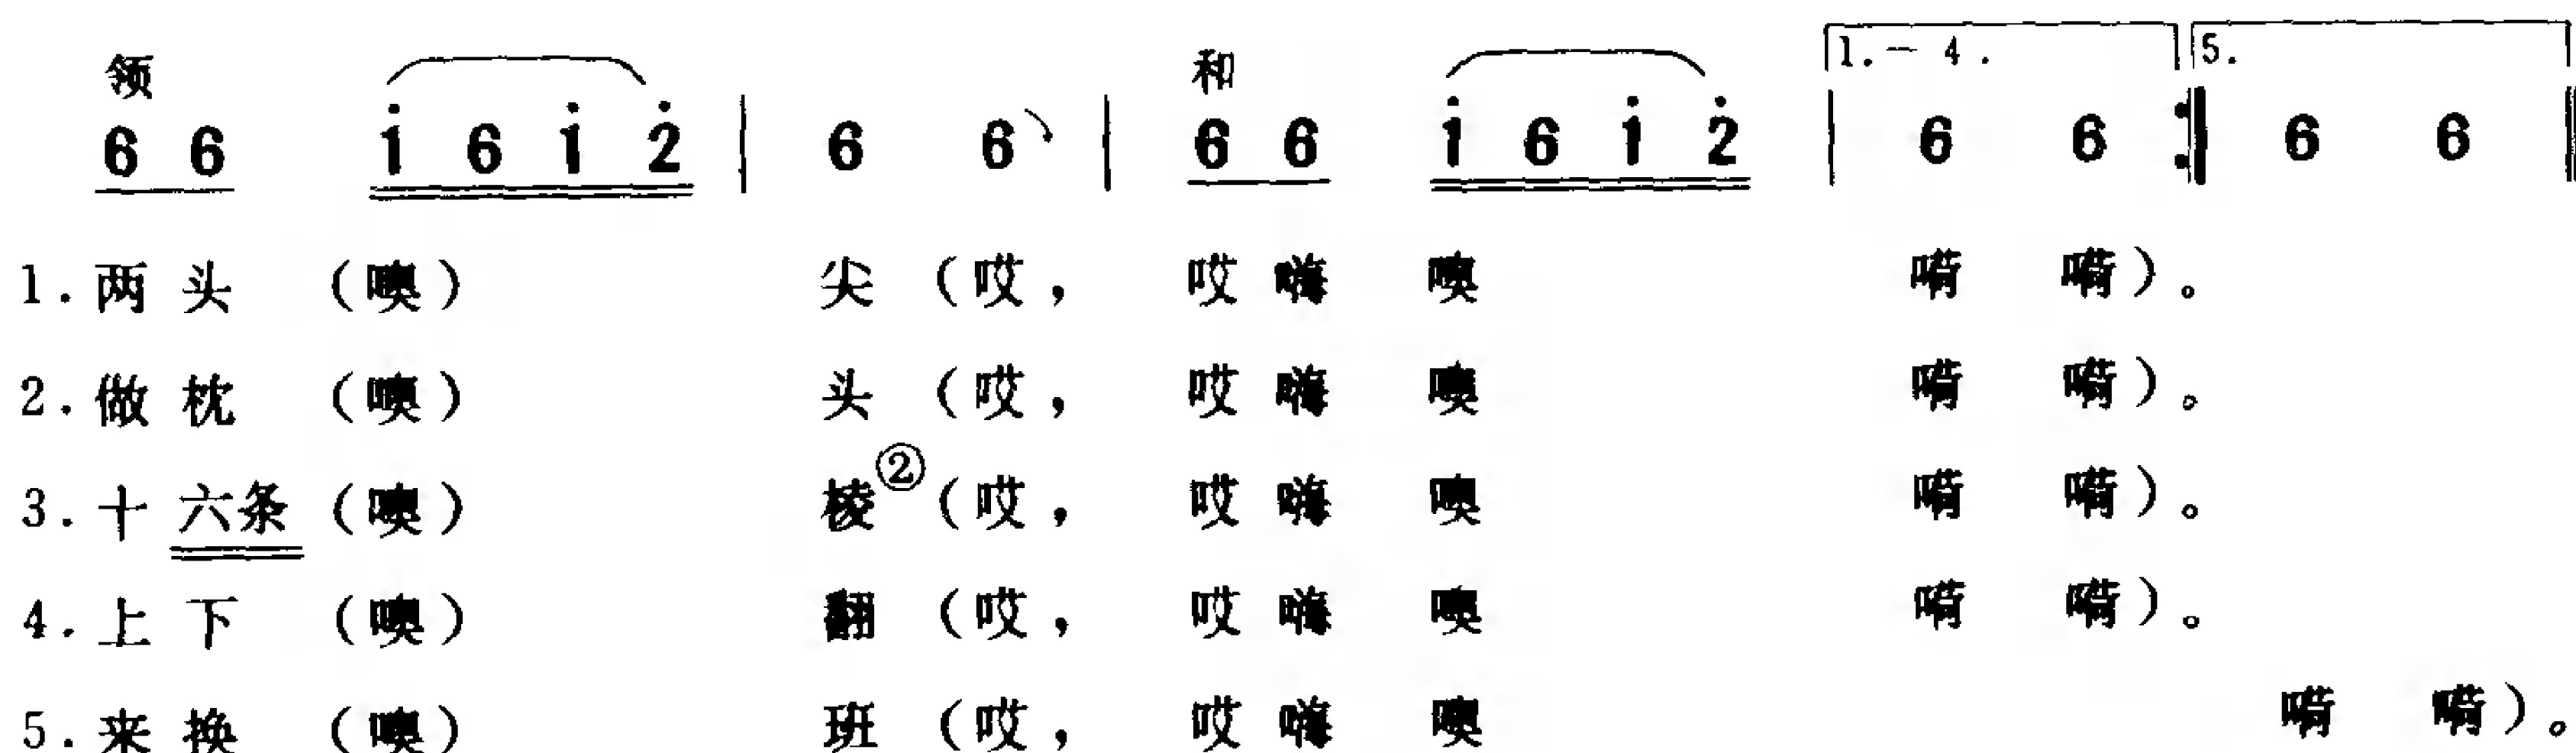 领 和 1.－4. 5.
6 6 i 6 i 2̇ | 6 6 | 6 6 i 6 i 2̇ | 6 6 :‖ 6 6 ‖
1.两 头 （噢） 尖 （哎， 哎 嗨 噢 嗬 嗬）。
2.做 枕 （噢） 头 （哎， 哎 嗨 噢 嗬 嗬）。
3.十 六条 （噢） 棱② （哎， 哎 嗨 噢 嗬 嗬）。
4.上 下 （噢） 翻 （哎， 哎 嗨 噢 嗬 嗬）。
5.来 换 （噢） 班 （哎， 哎 嗨 噢 嗬 嗬）。